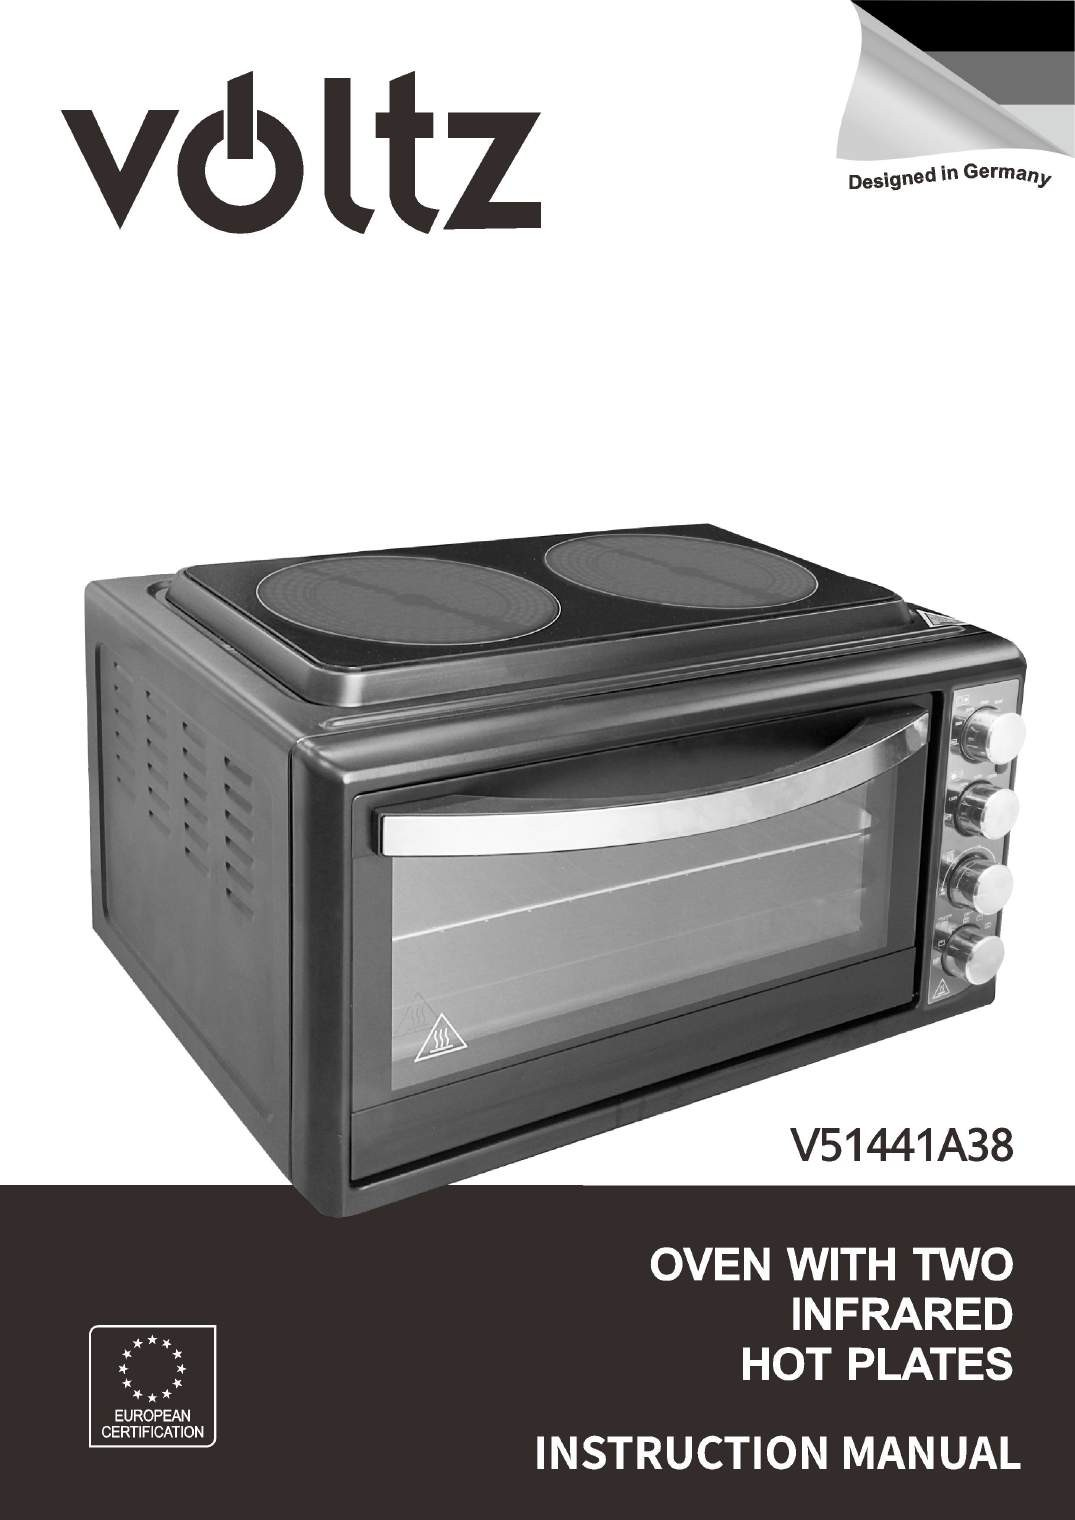 voltz
Designed in Germany
V51441A38
OVEN WITH TWO
INFRARED
HOT PLATES
EUROPEAN
CERTIFICATION
INSTRUCTION MANUAL